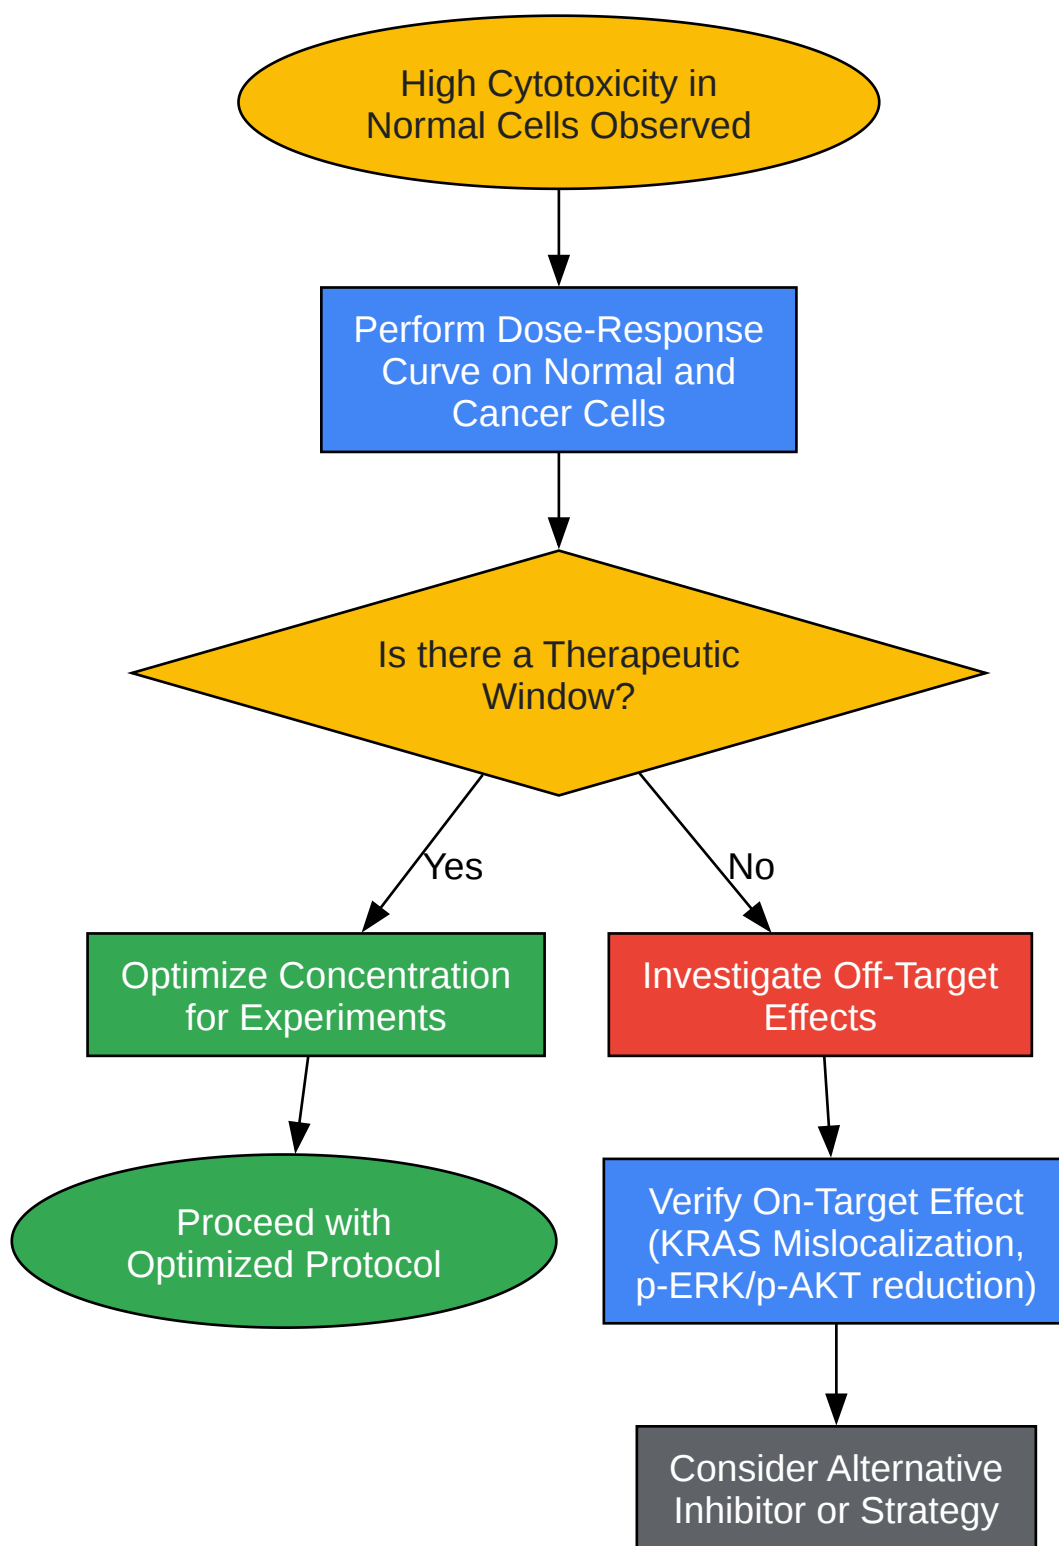 High Cytotoxicity in
Normal Cells Observed
Perform Dose-Response
Curve on Normal and
Cancer Cells
Is there a Therapeutic
Window?
Yes
No
Optimize Concentration
for Experiments
Investigate Off-Target
Effects
Proceed with
Optimized Protocol
Verify On-Target Effect
(KRAS Mislocalization,
p-ERK/p-AKT reduction)
Consider Alternative
Inhibitor or Strategy